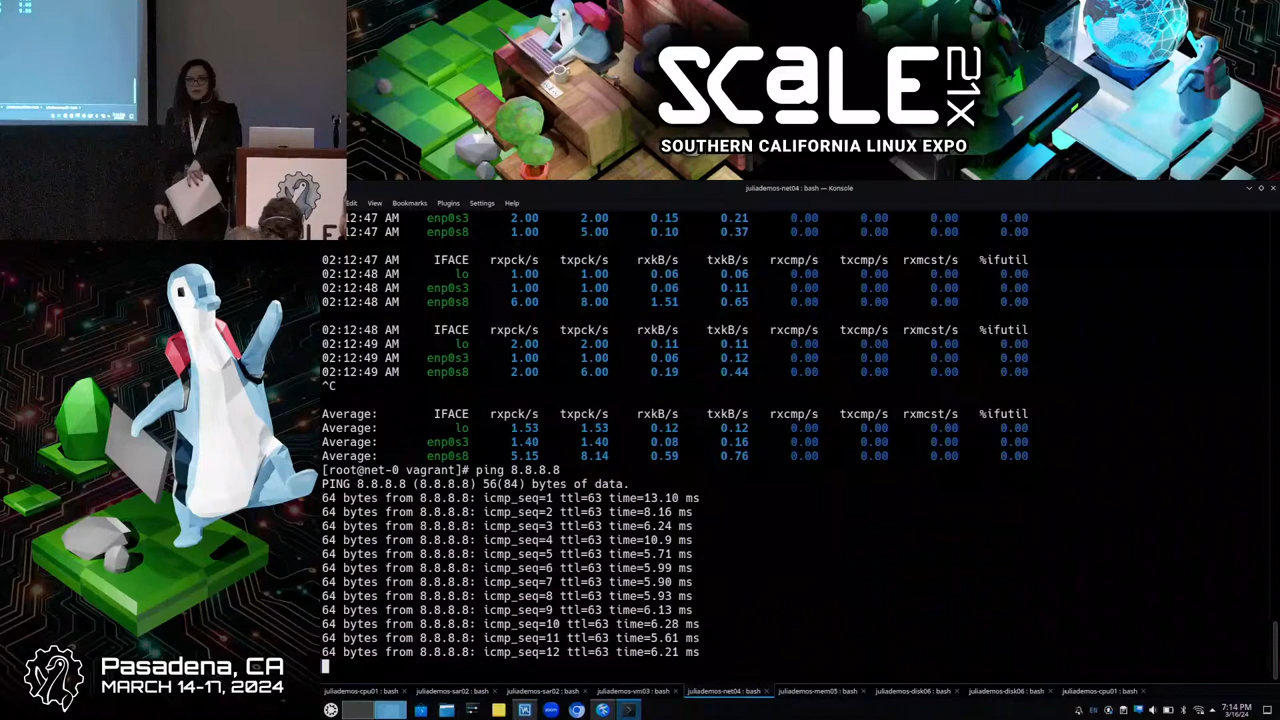 SCaLE 21X
SOUTHERN CALIFORNIA LINUX EXPO
juliademos-net04 : bash — Konsole
Edit View Bookmarks Plugins Settings Help
12:47 AM enp0s3 2.00 2.00 0.15 0.21 0.00 0.00 0.00 0.00
12:47 AM enp0s8 1.00 5.00 0.10 0.37 0.00 0.00 0.00 0.00
02:12:47 AM IFACE rxpck/s txpck/s rxkB/s txkB/s rxcmp/s txcmp/s rxmcst/s %ifutil
02:12:48 AM lo 1.00 1.00 0.06 0.06 0.00 0.00 0.00 0.00
02:12:48 AM enp0s3 1.00 1.00 0.06 0.11 0.00 0.00 0.00 0.00
02:12:48 AM enp0s8 6.00 8.00 1.51 0.65 0.00 0.00 0.00 0.00
02:12:48 AM IFACE rxpck/s txpck/s rxkB/s txkB/s rxcmp/s txcmp/s rxmcst/s %ifutil
02:12:49 AM lo 2.00 2.00 0.11 0.11 0.00 0.00 0.00 0.00
02:12:49 AM enp0s3 1.00 1.00 0.06 0.12 0.00 0.00 0.00 0.00
02:12:49 AM enp0s8 2.00 6.00 0.19 0.44 0.00 0.00 0.00 0.00
^C
Average: IFACE rxpck/s txpck/s rxkB/s txkB/s rxcmp/s txcmp/s rxmcst/s %ifutil
Average: lo 1.53 1.53 0.12 0.12 0.00 0.00 0.00 0.00
Average: enp0s3 1.40 1.40 0.08 0.16 0.00 0.00 0.00 0.00
Average: enp0s8 5.15 8.14 0.59 0.76 0.00 0.00 0.00 0.00
[root@net-0 vagrant]# ping 8.8.8.8
PING 8.8.8.8 (8.8.8.8) 56(84) bytes of data.
64 bytes from 8.8.8.8: icmp_seq=1 ttl=63 time=13.10 ms
64 bytes from 8.8.8.8: icmp_seq=2 ttl=63 time=8.16 ms
64 bytes from 8.8.8.8: icmp_seq=3 ttl=63 time=6.24 ms
64 bytes from 8.8.8.8: icmp_seq=4 ttl=63 time=10.9 ms
64 bytes from 8.8.8.8: icmp_seq=5 ttl=63 time=5.71 ms
64 bytes from 8.8.8.8: icmp_seq=6 ttl=63 time=5.99 ms
64 bytes from 8.8.8.8: icmp_seq=7 ttl=63 time=5.90 ms
64 bytes from 8.8.8.8: icmp_seq=8 ttl=63 time=5.93 ms
64 bytes from 8.8.8.8: icmp_seq=9 ttl=63 time=6.13 ms
64 bytes from 8.8.8.8: icmp_seq=10 ttl=63 time=6.28 ms
64 bytes from 8.8.8.8: icmp_seq=11 ttl=63 time=5.61 ms
64 bytes from 8.8.8.8: icmp_seq=12 ttl=63 time=6.21 ms
juliademos-cpu01 : bash juliademos-sar02 : bash juliademos-sar02 : bash juliademos-vm03 : bash juliademos-net04 : bash juliademos-mem05 : bash juliademos-disk06 : bash juliademos-disk06 : bash juliademos-cpu01 : bash
EN 7:14 PM
3/16/24
Pasadena, CA
MARCH 14-17, 2024